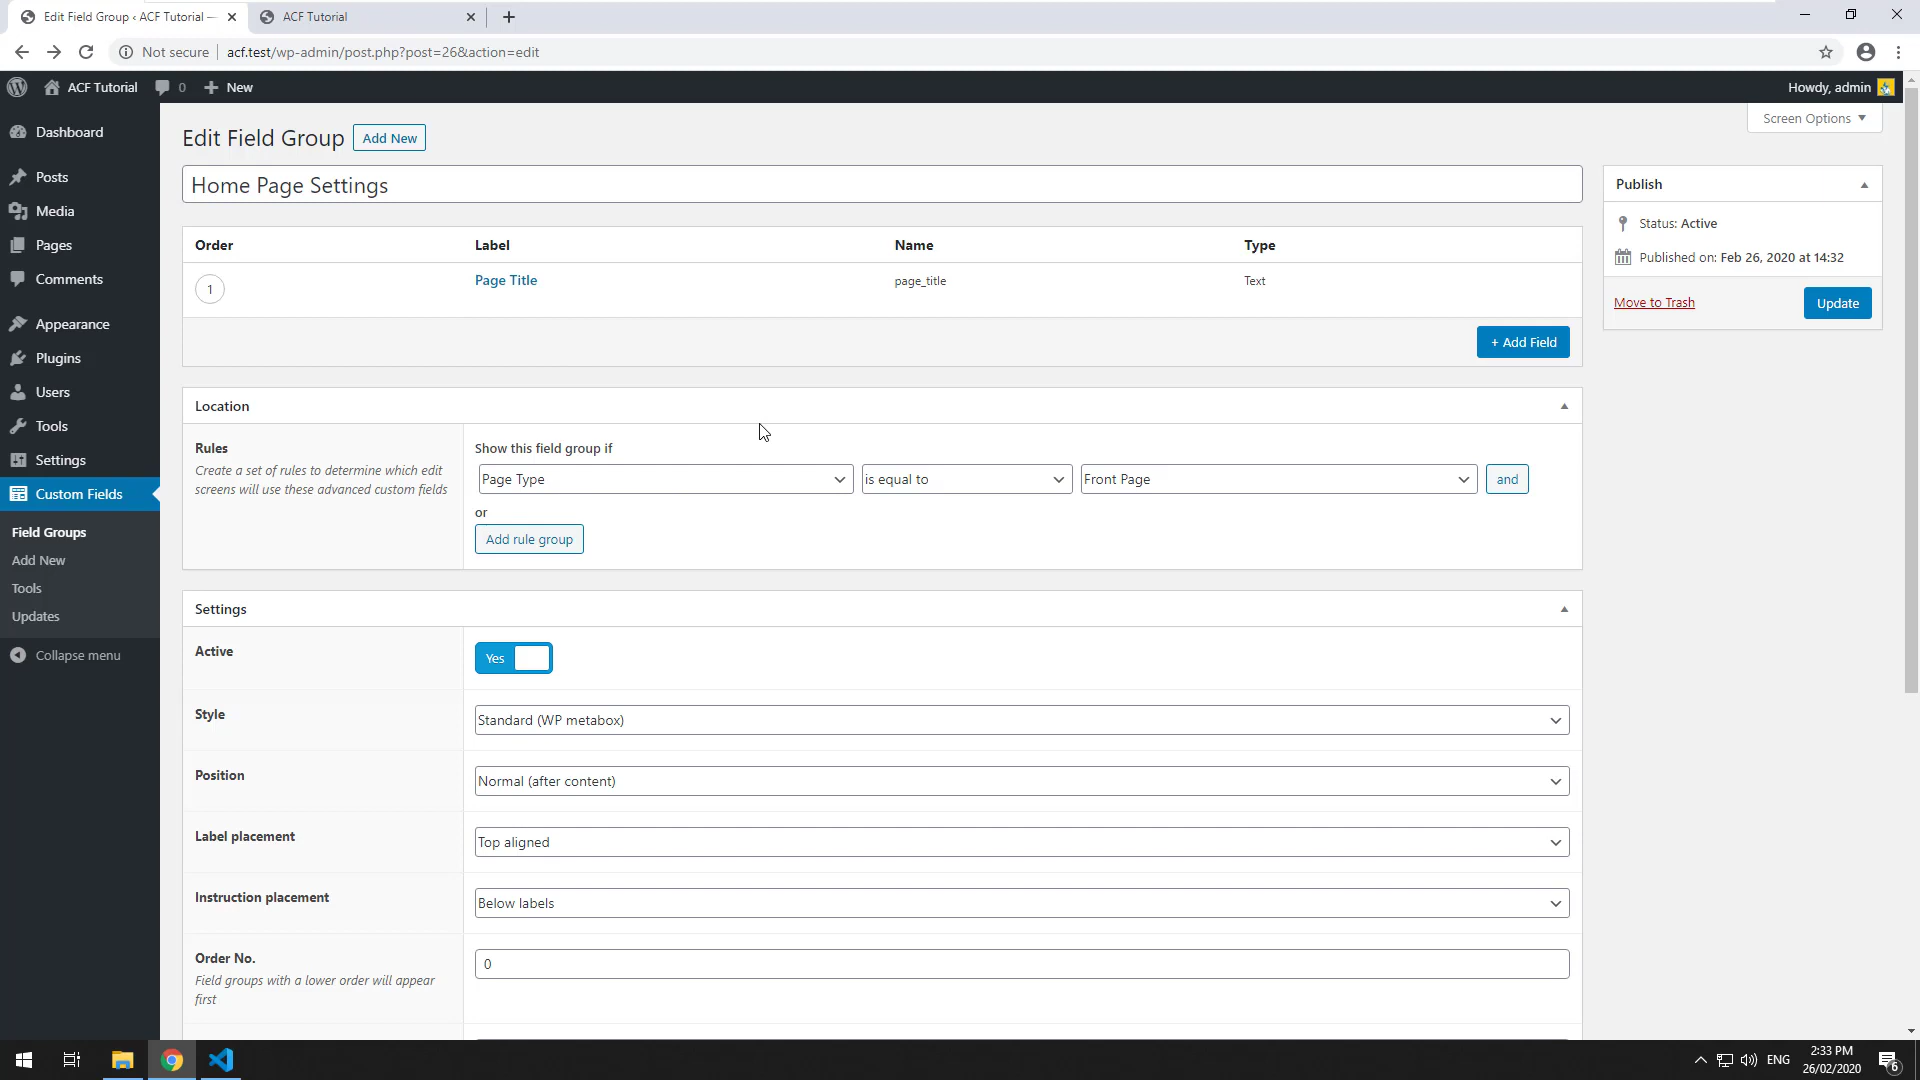 Edit Field Group ‹ ACF Tutorial —
ACF Tutorial
Not secure
acf.test/wp-admin/post.php?post=26&action=edit
ACF Tutorial
0
New
Howdy, admin
Dashboard
Posts
Media
Pages
Comments
Appearance
Plugins
Users
Tools
Settings
Custom Fields
Field Groups
Add New
Tools
Updates
Collapse menu
Screen Options
Edit Field Group
Add New
Home Page Settings
Order Label Name Type
1 Page Title page_title Text
+ Add Field
Location
Rules
Create a set of rules to determine which edit
screens will use these advanced custom fields
Show this field group if
Page Type is equal to Front Page and
or
Add rule group
Settings
Active
Yes
Style
Standard (WP metabox)
Position
Normal (after content)
Label placement
Top aligned
Instruction placement
Below labels
Order No.
Field groups with a lower order will appear
first
0
Publish
Status: Active
Published on: Feb 26, 2020 at 14:32
Move to Trash
Update
ENG
2:33 PM
26/02/2020
6